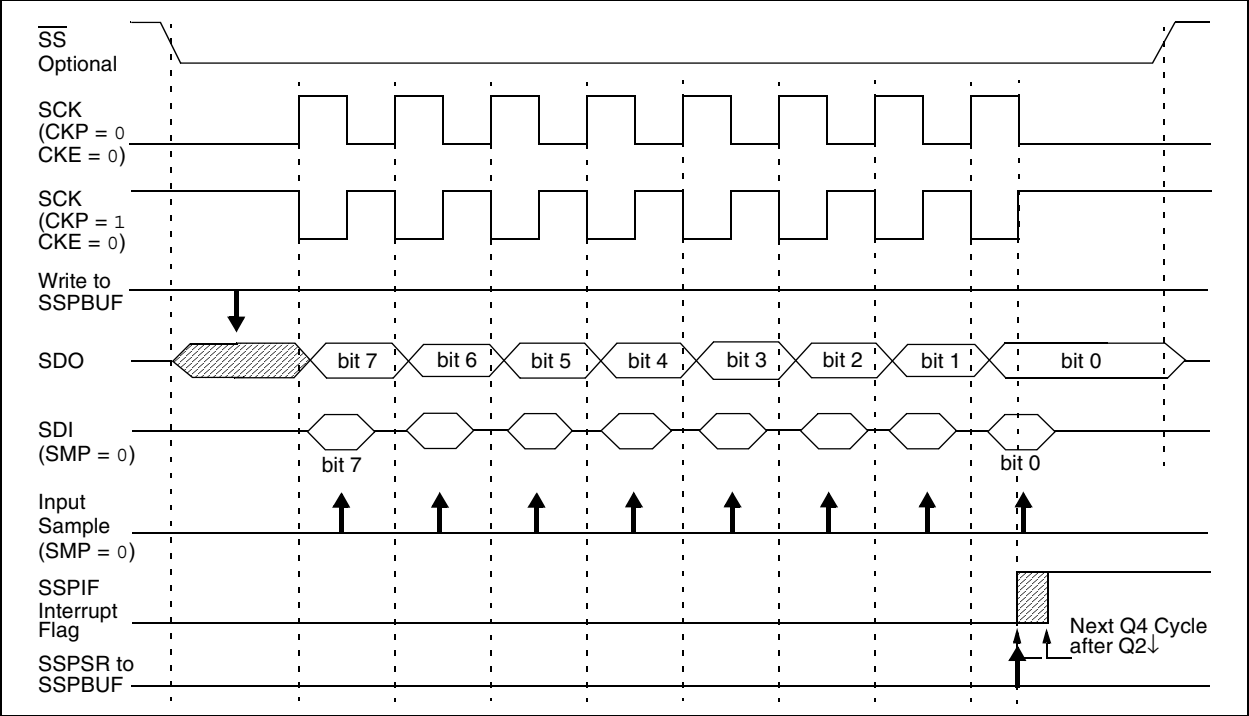 SS
Optional
SCK
(CKP = 0
CKE = 0)
SCK
(CKP = 1
CKE = 0)
Write to
SSPBUF
SDO
bit 7
bit 6
bit 5
bit 4
bit 3
bit 2
bit 1
bit 0
SDI
(SMP = 0)
bit 7
bit 0
Input
Sample
(SMP = 0)
SSPIF
Interrupt
Flag
Next Q4 Cycle
after Q2↓
SSPSR to
SSPBUF